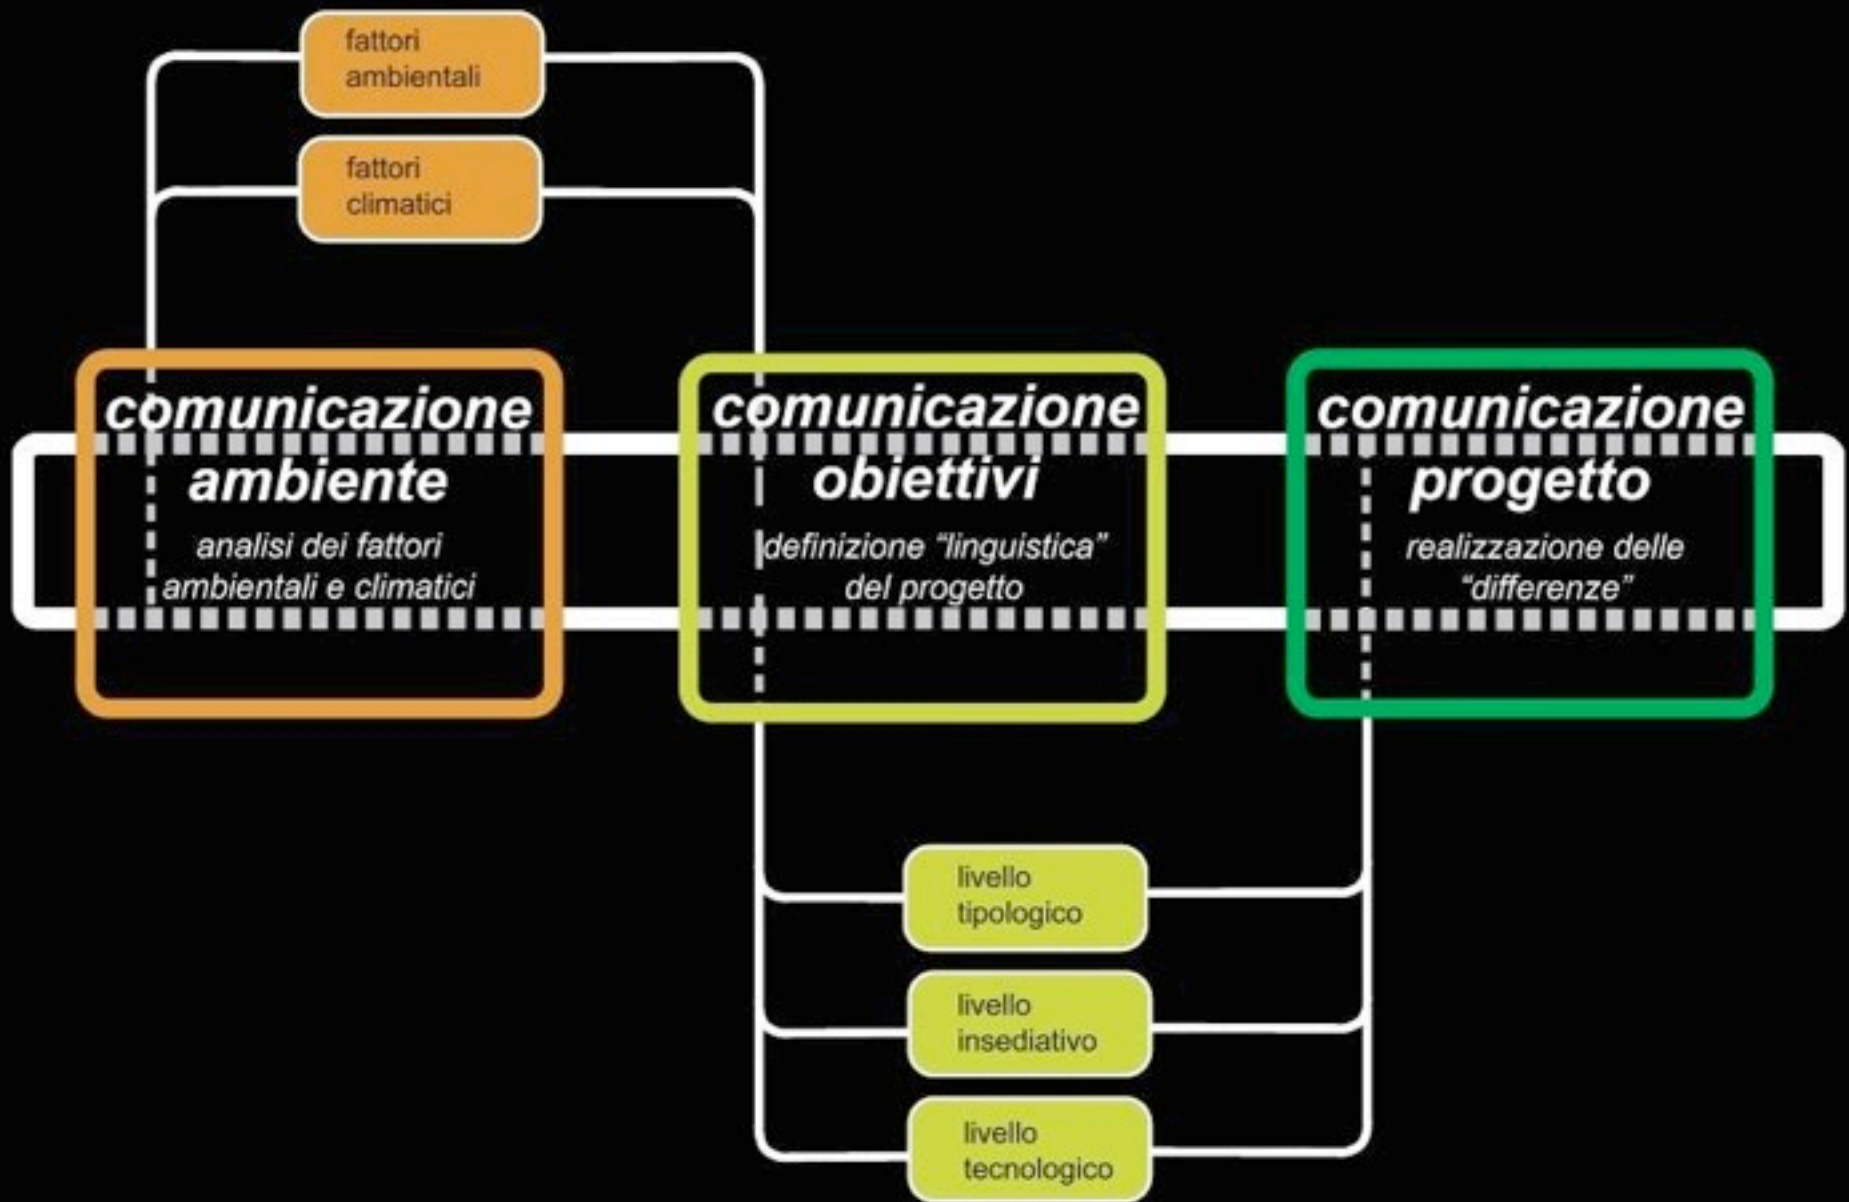 fattori
ambientali
fattori
climatici
comunicazione
ambiente
analisi dei fattori
ambientali e climatici
comunicazione
obiettivi
definizione “linguistica”
del progetto
comunicazione
progetto
realizzazione delle
“differenze”
livello
tipologico
livello
insediativo
livello
tecnologico